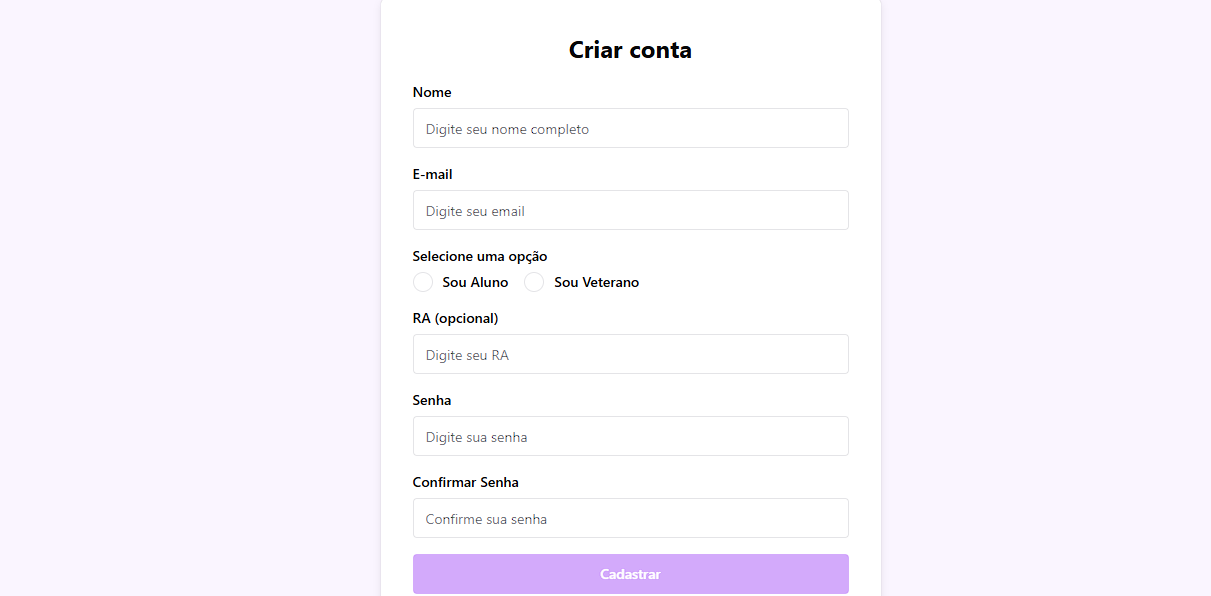 Criar conta
Nome
Digite seu nome completo
E-mail
Digite seu email
Selecione uma opção
Sou Aluno Sou Veterano
RA (opcional)
Digite seu RA
Senha
Digite sua senha
Confirmar Senha
Confirme sua senha
Cadastrar